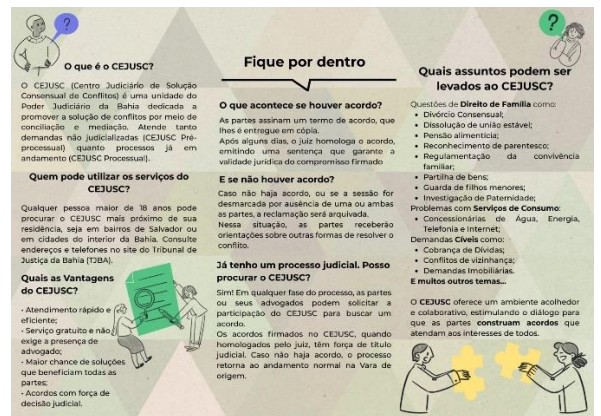 O que é o CEJUSC?
O CEJUSC (Centro Judiciário de Solução
Consensual de Conflitos) é uma unidade do
Poder Judiciário da Bahia dedicada a
promover a solução de conflitos por meio de
conciliação e mediação. Atende tanto
demandas não judicializadas (CEJUSC Pré-
processual) quanto processos já em
andamento (CEJUSC Processual).
Quem pode utilizar os serviços do
CEJUSC?
Qualquer pessoa maior de 18 anos pode
procurar o CEJUSC mais próximo de sua
residência, seja em bairros de Salvador ou
em cidades do interior da Bahia. Consulte
endereços e telefones no site do Tribunal de
Justiça da Bahia (TJBA).
Quais as Vantagens
do CEJUSC?
• Atendimento rápido e
eficiente;
• Serviço gratuito e não
exige a presença de
advogado;
• Maior chance de soluções
que beneficiam todas as
partes;
• Acordos com força de
decisão judicial.
Fique por dentro
O que acontece se houver acordo?
As partes assinam um termo de acordo, que
lhes é entregue em cópia.
Após alguns dias, o juiz homologa o acordo,
emitindo uma sentença que garante a
validade jurídica do compromisso firmado
E se não houver acordo?
Caso não haja acordo, ou se a sessão for
desmarcada por ausência de uma ou ambas
as partes, a reclamação será arquivada.
Nessa situação, as partes receberão
orientações sobre outras formas de resolver o
conflito.
Já tenho um processo judicial. Posso
procurar o CEJUSC?
Sim! Em qualquer fase do processo, as partes
ou seus advogados podem solicitar a
participação do CEJUSC para buscar um
acordo.
Os acordos firmados no CEJUSC, quando
homologados pelo juiz, têm força de título
judicial. Caso não haja acordo, o processo
retorna ao andamento normal na Vara de
origem.
Quais assuntos podem ser
levados ao CEJUSC?
Questões de Direito de Família como:
• Divórcio Consensual;
• Dissolução de união estável;
• Pensão alimentícia;
• Reconhecimento de parentesco;
• Regulamentação da convivência
familiar;
• Partilha de bens;
• Guarda de filhos menores;
• Investigação de Paternidade;
Problemas com Serviços de Consumo:
• Concessionárias de Água, Energia,
Telefonia e Internet;
Demandas Cíveis como:
• Cobrança de Dívidas;
• Conflitos de vizinhança;
• Demandas Imobiliárias.
E muitos outros temas...
O CEJUSC oferece um ambiente acolhedor
e colaborativo, estimulando o diálogo para
que as partes construam acordos que
atendam aos interesses de todos.